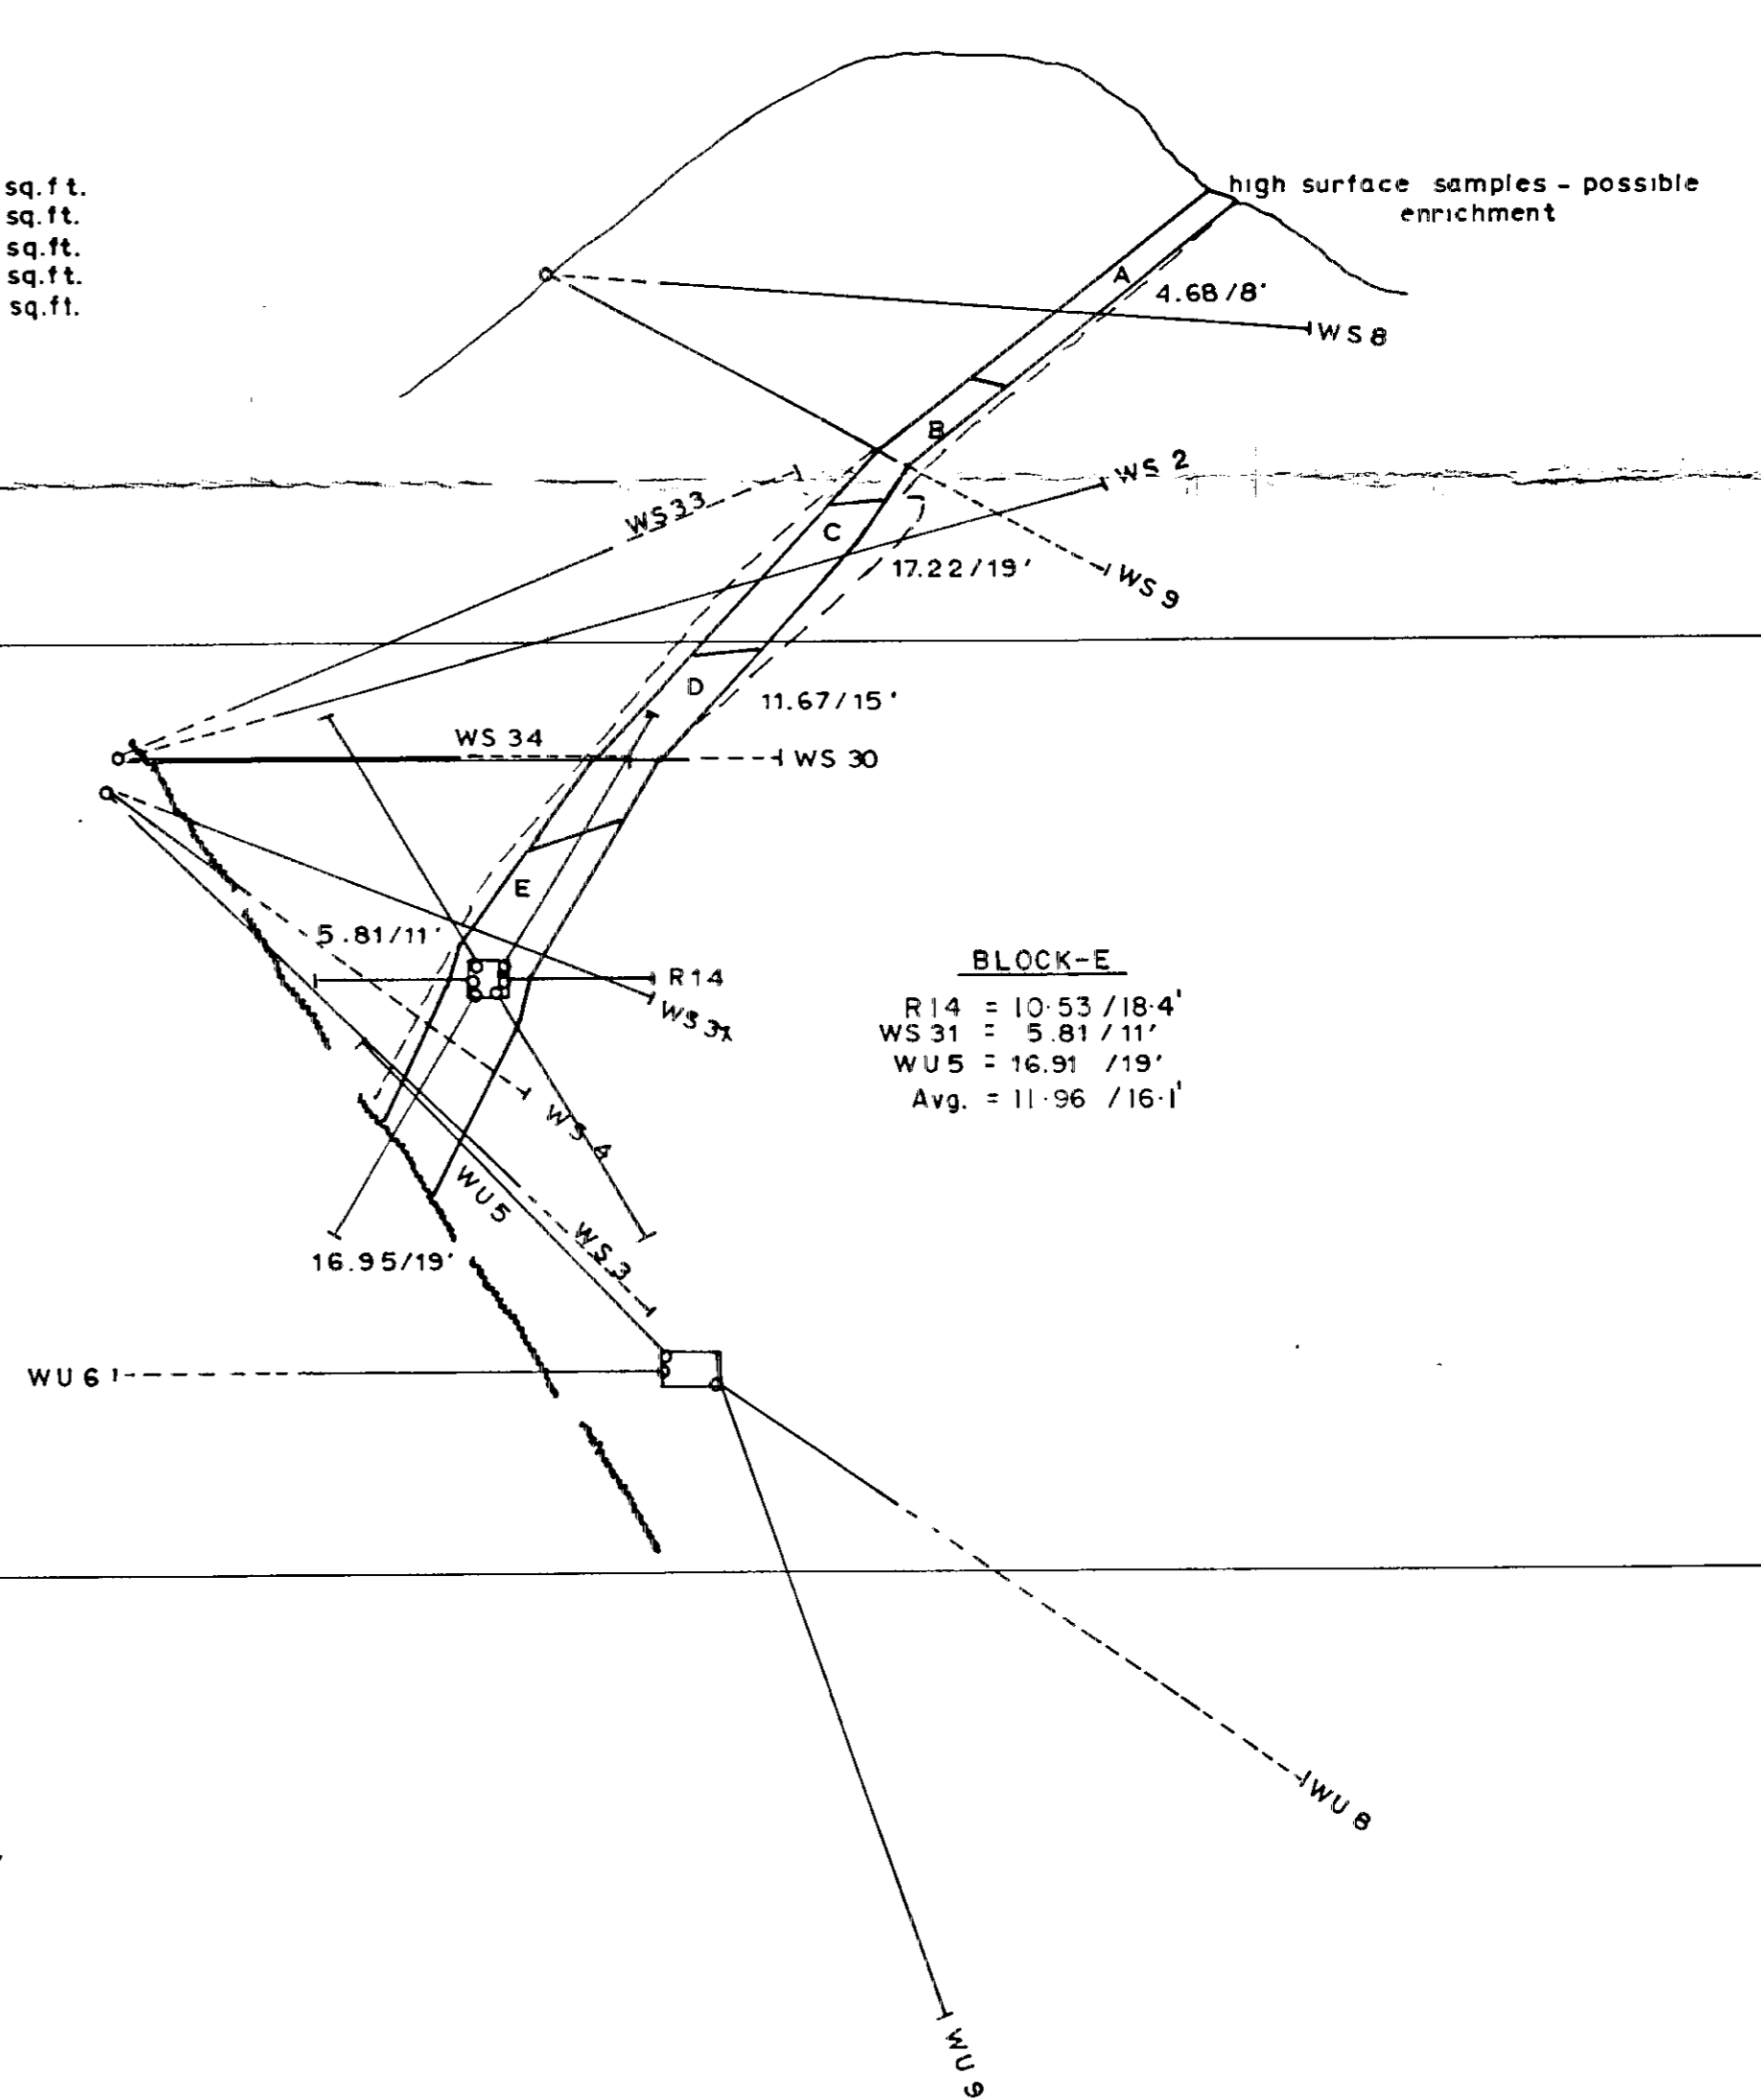 sq.ft.
sq.ft.
sq.ft.
sq.ft.
sq.ft.
high surface samples - possible
enrichment
A
4.68/8'
WS 8
B
WS 2
WS33
C
17.22/19'
WS 9
D
11.67/15'
WS 34
WS 30
E
5.81/11'
R14
WS 31
BLOCK-E
R14 = 10.53 /18.4'
WS 31 = 5.81 / 11'
WU5 = 16.91 /19'
Avg. = 11.96 /16.1'
WS 4
WU5
WS3
16.95/19'
WU 6
WU 8
WU 9